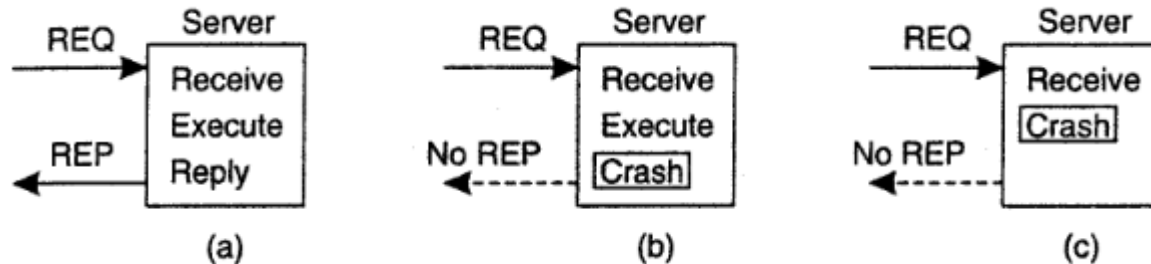 Server
REQ
Receive
Execute
REP
Reply
(a)
Server
REQ
Receive
Execute
No REP
Crash
(b)
Server
REQ
Receive
Crash
No REP
(c)